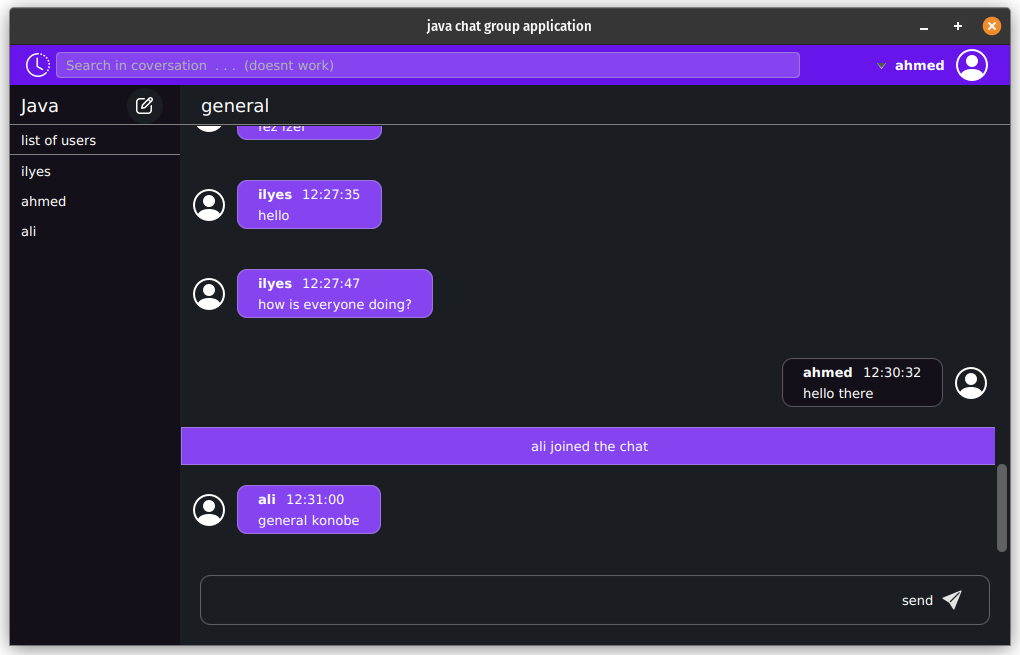 java chat group application
Search in coversation . . . (doesnt work)
ahmed
Java
general
list of users
ilyes
ahmed
ali
ilyes 12:27:35
hello
ilyes 12:27:47
how is everyone doing?
ahmed 12:30:32
hello there
ali joined the chat
ali 12:31:00
general konobe
send